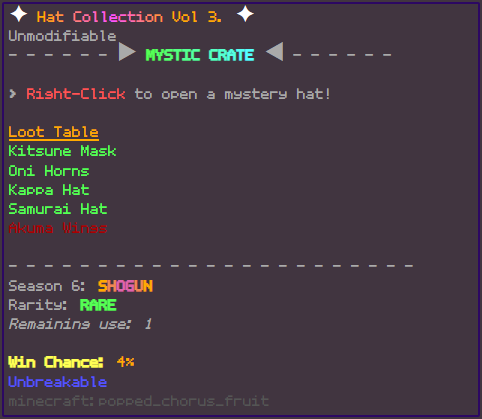 ✦ Hat Collection Vol 3. ✦
Unmodifiable
- - - - - - ▶ MYSTIC CRATE ◀ - - - - - -
> Right-Click to open a mystery hat!
Loot Table
Kitsune Mask
Oni Horns
Kappa Hat
Samurai Hat
Akuma Wings
- - - - - - - - - - - - - - - - - - - - - - - - -
Season 6: SHOGUN
Rarity: RARE
Remaining use: 1
Win Chance: 4%
Unbreakable
minecraft:popped_chorus_fruit